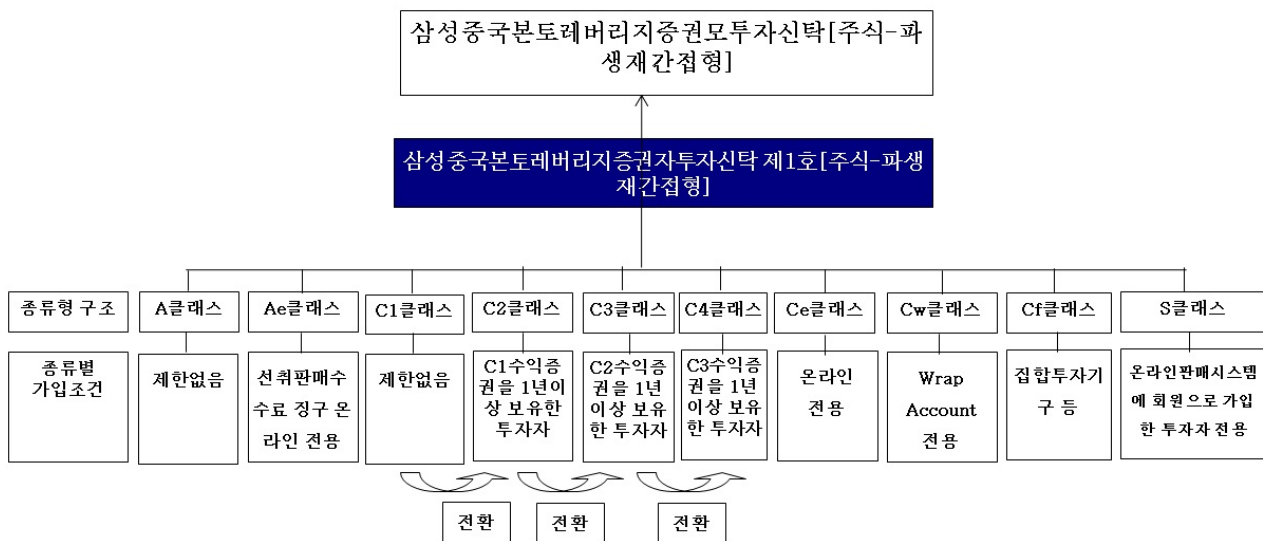 삼성중국본토레버리지증권모투자신탁[주식-파
생재간접형]
삼성중국본토레버리지증권자투자신탁 제1호[주식-파생
재간접형]
종류형 구조
A클래스
Ae클래스
C1클래스
C2클래스
C3클래스
C4클래스
Ce클래스
Cw클래스
Cf클래스
S클래스
종류별
가입조건
제한없음
선취판매수
수료 징구 온
라인 전용
제한없음
C1수익증
권을 1년이
상 보유한
투자자
C2수익증
권을 1년
이상 보유
한 투자자
C3수익증
권을 1년
이상 보유
한 투자자
온라인
전용
Wrap
Account
전용
집합투자기
구 등
온라인판매시스템
에 회원으로 가입
한 투자자 전용
전환
전환
전환